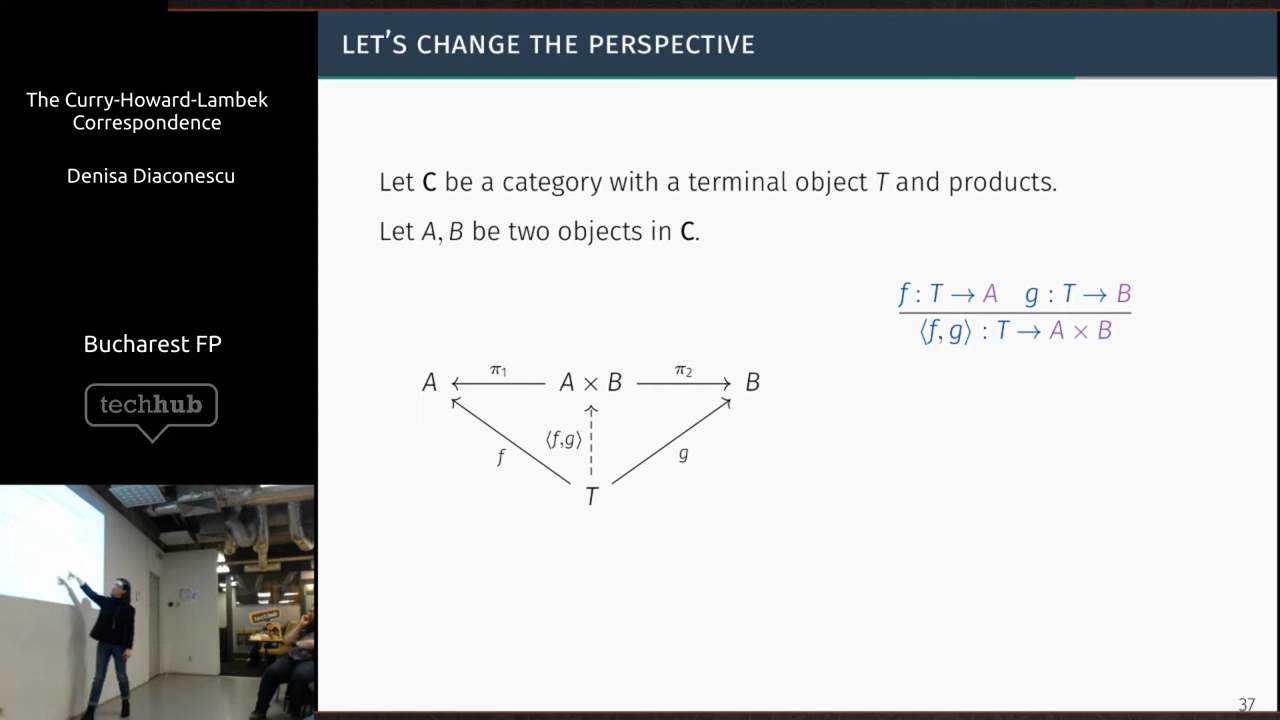 The Curry-Howard-Lambek
Correspondence
Denisa Diaconescu
Bucharest FP
techhub
LET'S CHANGE THE PERSPECTIVE
Let C be a category with a terminal object T and products.
Let A, B be two objects in C.
f : T → A g : T → B
⟨f, g⟩ : T → A × B
π₁ π₂
A A × B B
⟨f,g⟩
f g
T
37
techhub